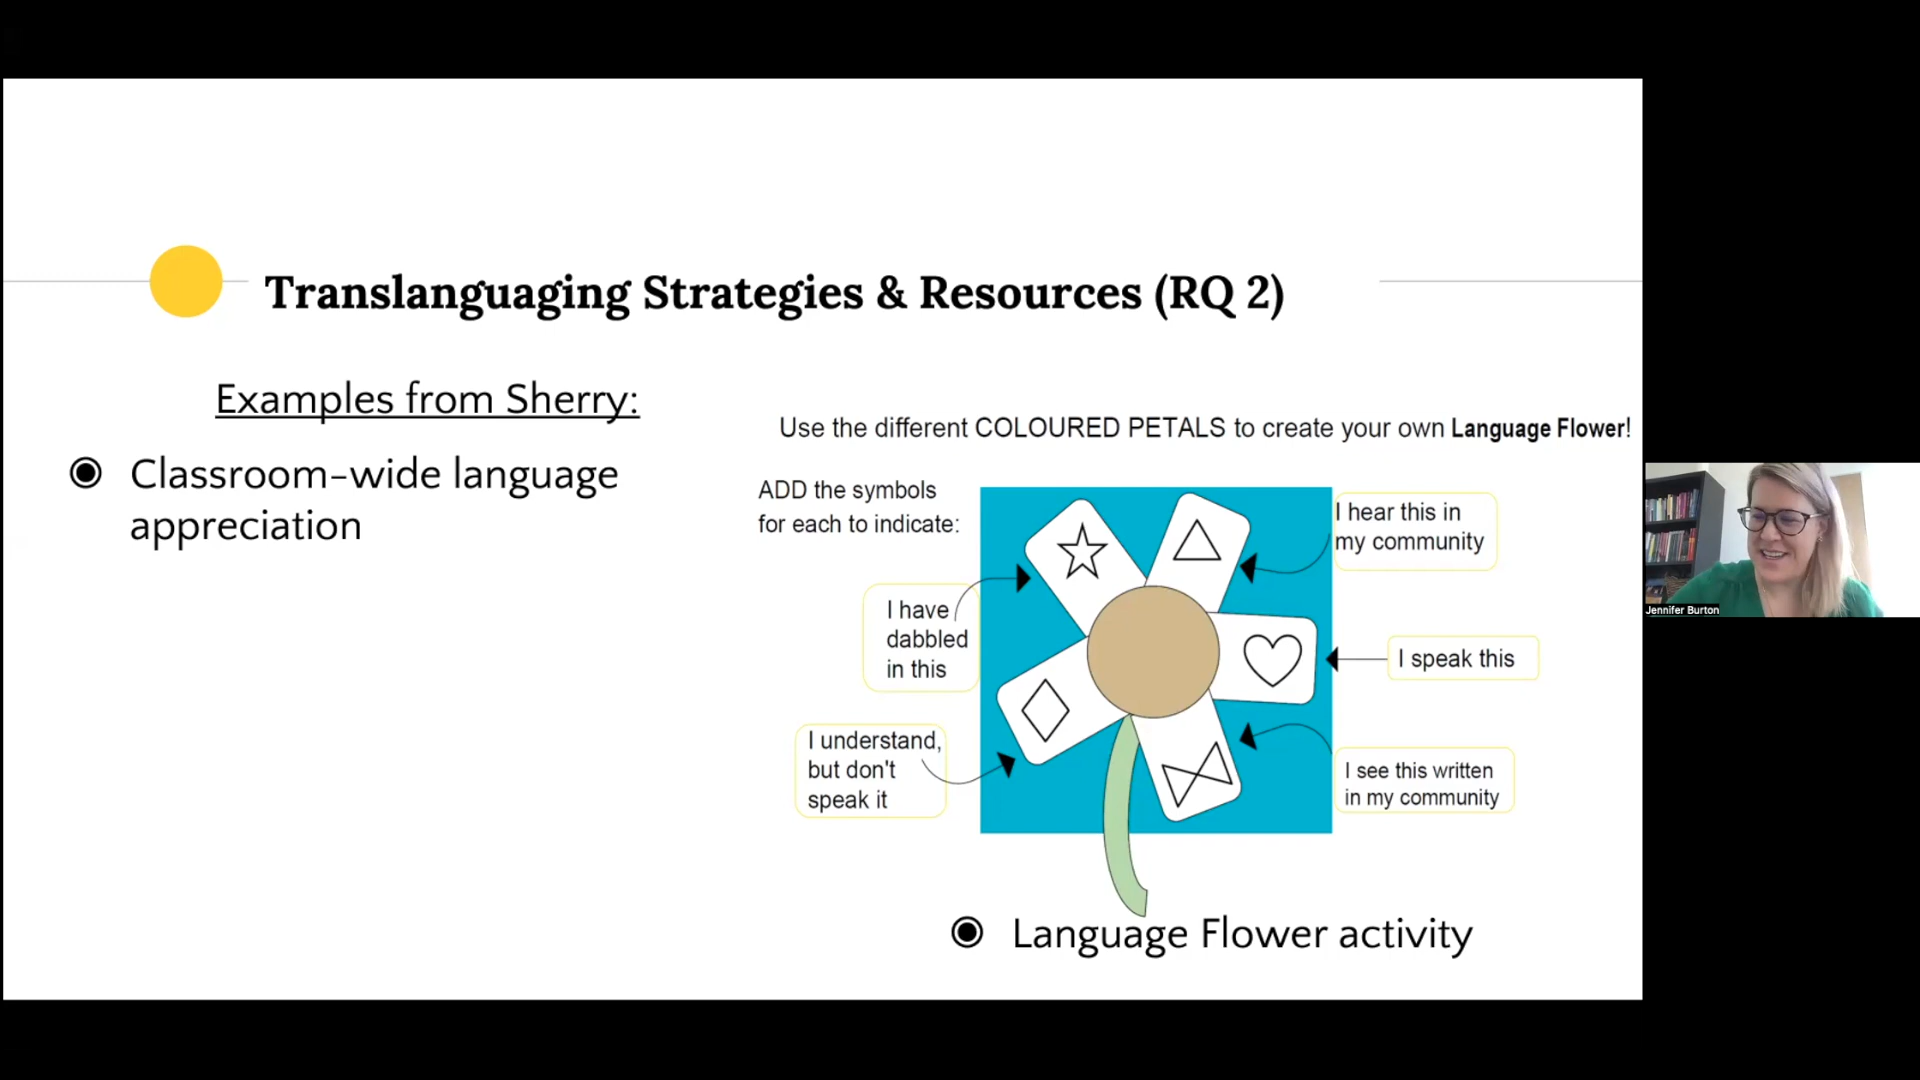 Translanguaging Strategies & Resources (RQ 2)
Examples from Sherry:
Classroom-wide language
appreciation
Use the different COLOURED PETALS to create your own Language Flower!
ADD the symbols
for each to indicate:
I hear this in
my community
I have
dabbled
in this
I speak this
I understand,
but don't
speak it
I see this written
in my community
Language Flower activity
Jennifer Burton